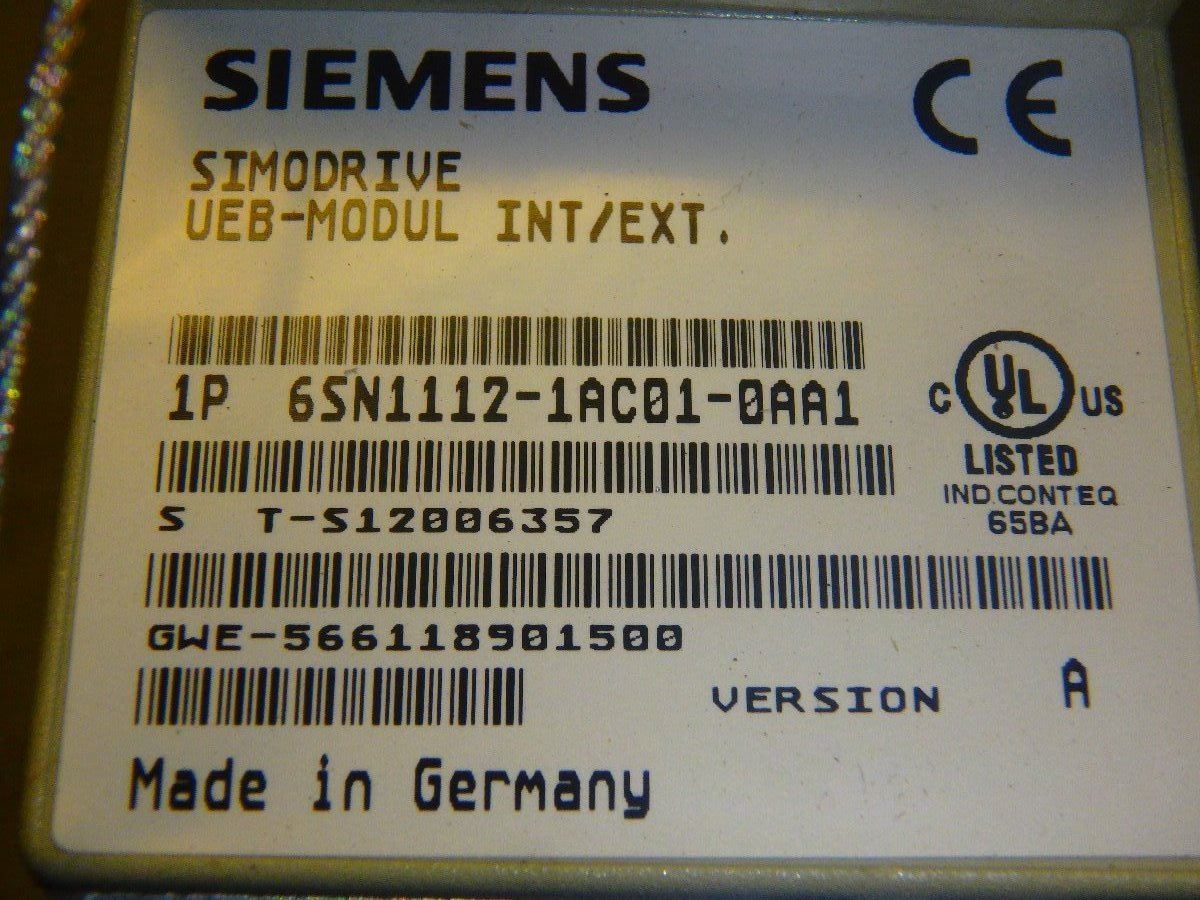 SIEMENS
CE
SIMODRIVE
UEB-MODUL INT/EXT.
1P 6SN1112-1AC01-0AA1
C UL US
LISTED
IND.CONT.EQ
65BA
S T-S12006357
GWE-566118901500
VERSION A
Made in Germany